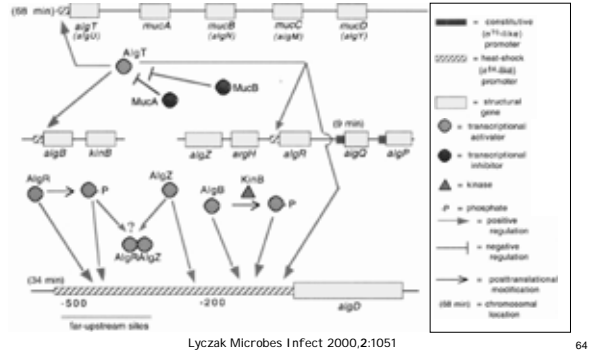 (68 min)
algT mucA mucB mucC mucD
(algU) (algN) (algM) (algY)
AlgT
MucA
MucB
(9 min)
algB kinB algZ argH algR algQ algP
AlgR P AlgZ AlgB KinB P
?
AlgRAlgZ
(34 min)
-500 -200 algD
far-upstream sites
= constitutive
promoter
= heat-shock
promoter
= structural
gene
= transcriptional
activator
= transcriptional
inhibitor
= kinase
-P = phosphate
= positive
regulation
= negative
regulation
= posttranslational
modification
(68 min) = chromosomal
location
Lyczak Microbes Infect 2000,2:1051
64